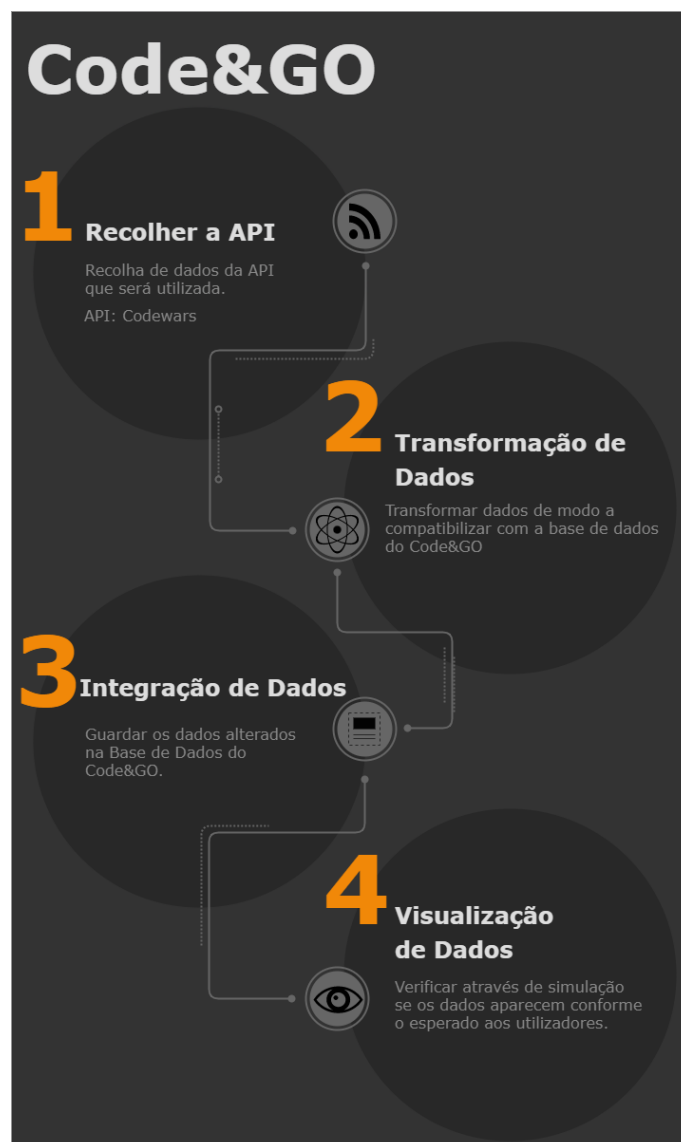 Code&GO
1
Recolher a API
Recolha de dados da API
que será utilizada.
API: Codewars
2
Transformação de
Dados
Transformar dados de modo a
compatibilizar com a base de dados
do Code&GO
3
Integração de Dados
Guardar os dados alterados
na Base de Dados do
Code&GO.
4
Visualização
de Dados
Verificar através de simulação
se os dados aparecem conforme
o esperado aos utilizadores.